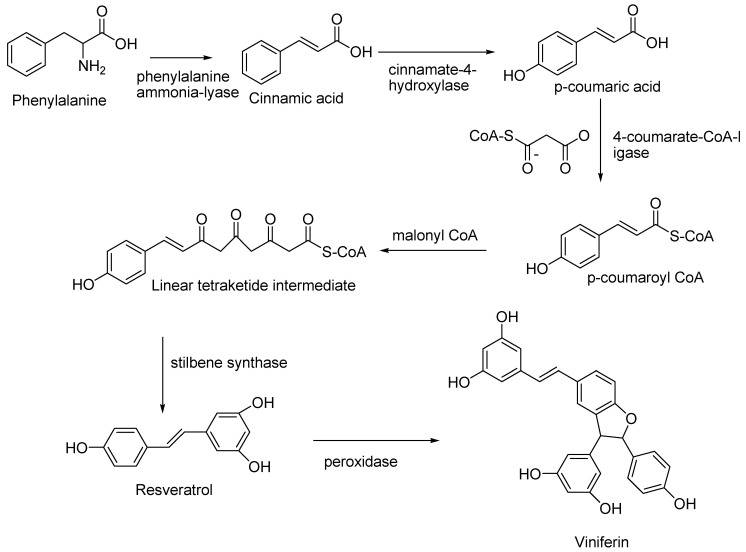 O
OH
NH2
Phenylalanine
phenylalanine
ammonia-lyase
O
OH
Cinnamic acid
cinnamate-4-
hydroxylase
O
OH
HO
p-coumaric acid
CoA-S
O
O
-
O
4-coumarate-CoA-l
igase
O
S-CoA
HO
p-coumaroyl CoA
malonyl CoA
O
O
O
O
S-CoA
HO
Linear tetraketide intermediate
stilbene synthase
OH
HO
OH
Resveratrol
peroxidase
OH
HO
O
HO
OH
OH
Viniferin